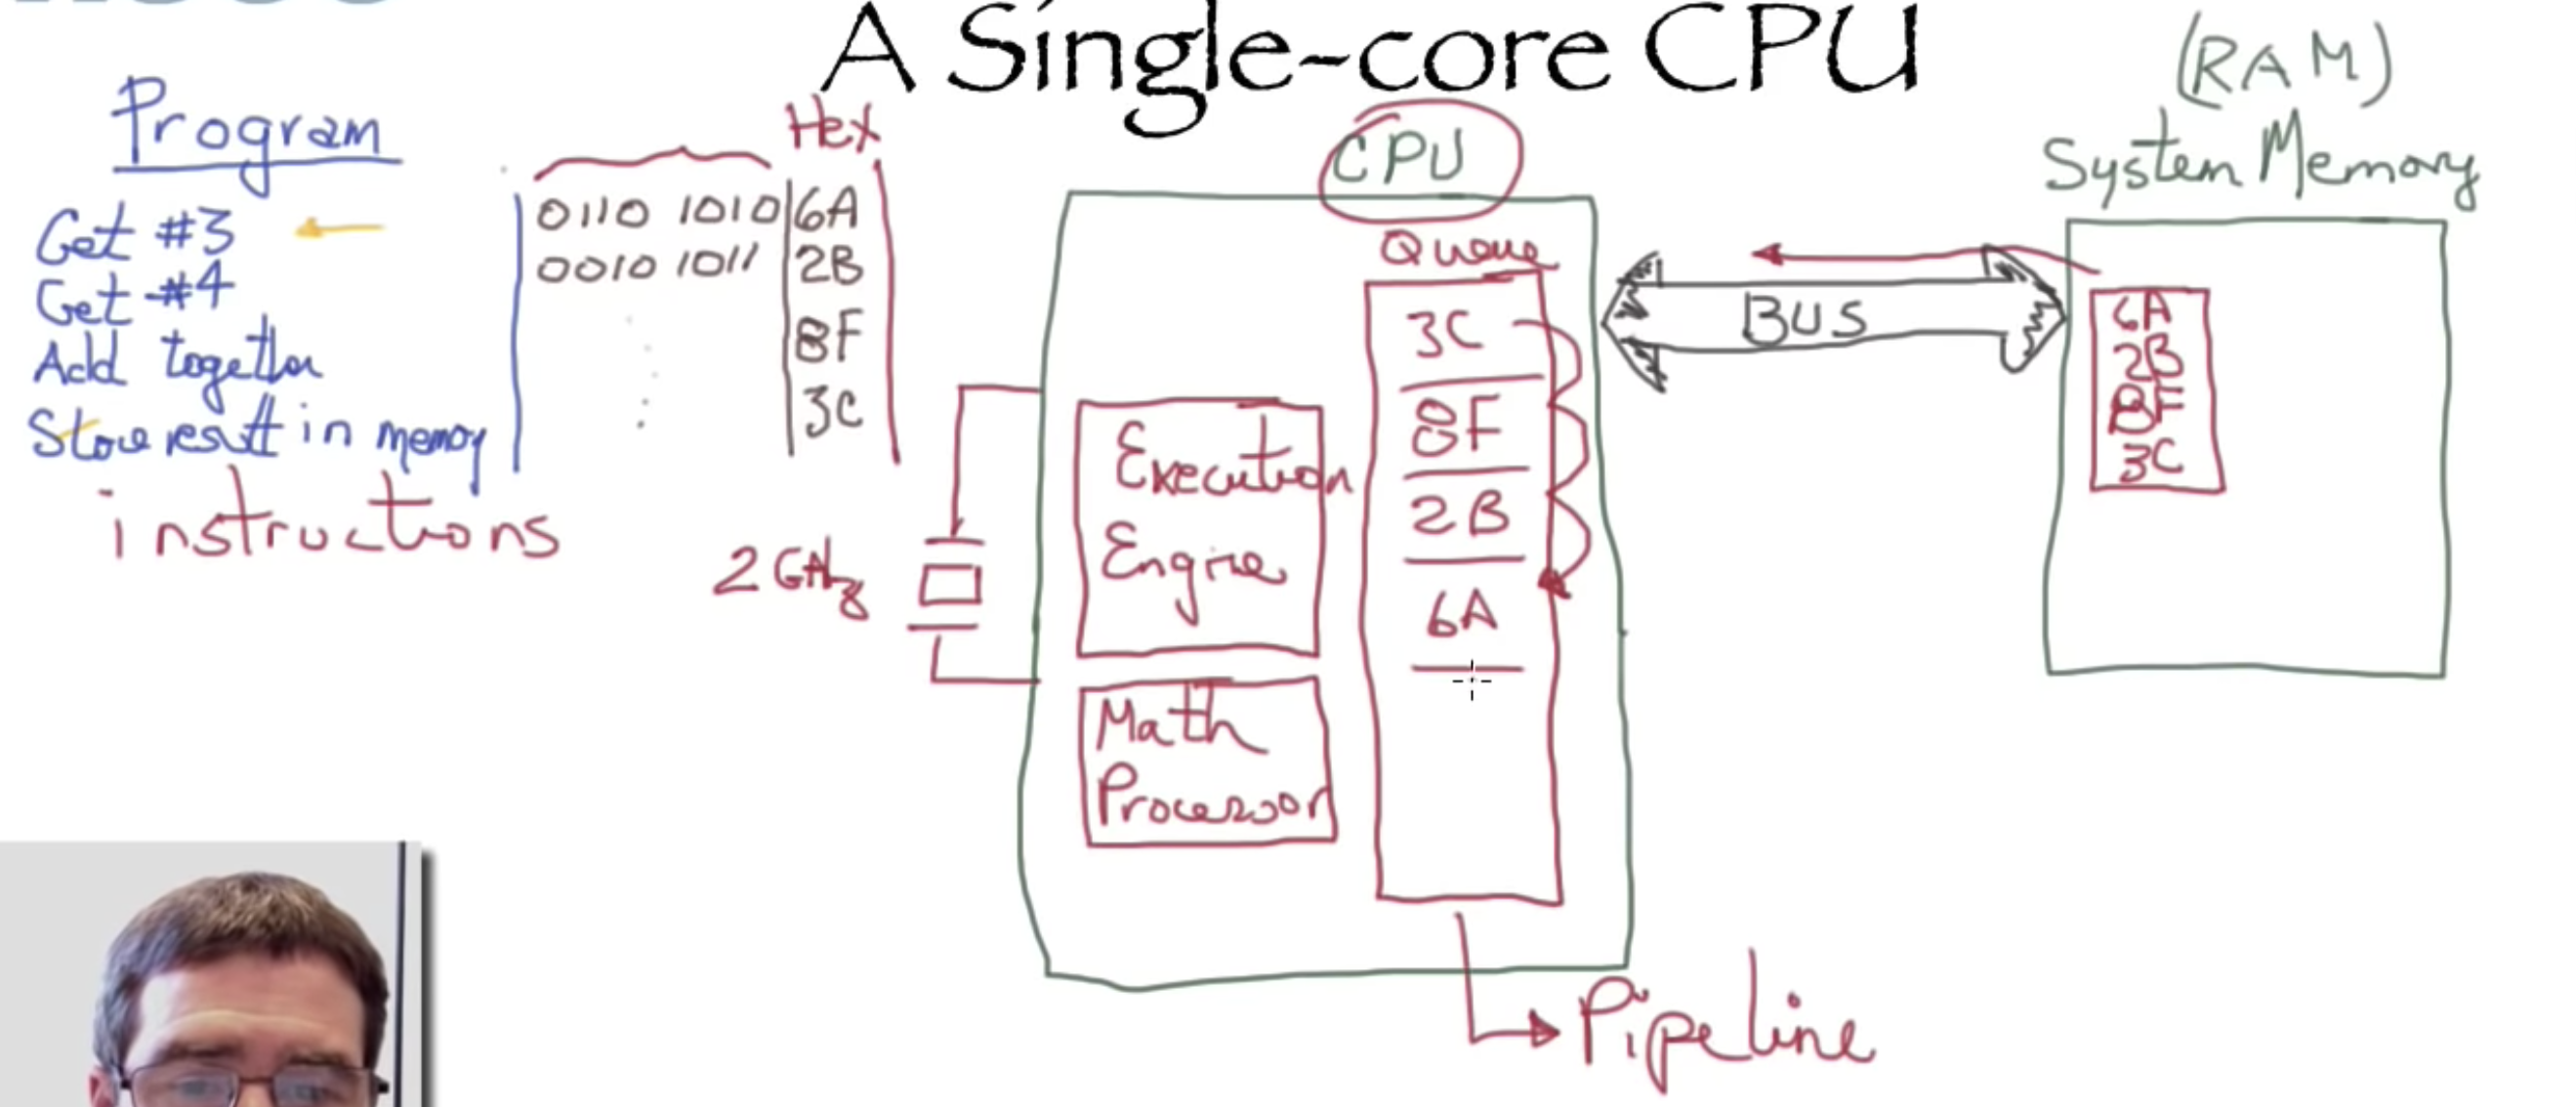 A Single-core CPU
Program
Get #3
Get #4
Add together
Store result in memory
instructions
Hex
0110 1010 6A
0010 1011 2B
8F
3C
2 GHz
CPU
Queue
3C
8F
2B
6A
Execution
Engine
Math
Processor
Pipeline
BUS
(RAM)
System Memory
6A
2B
8F
3C